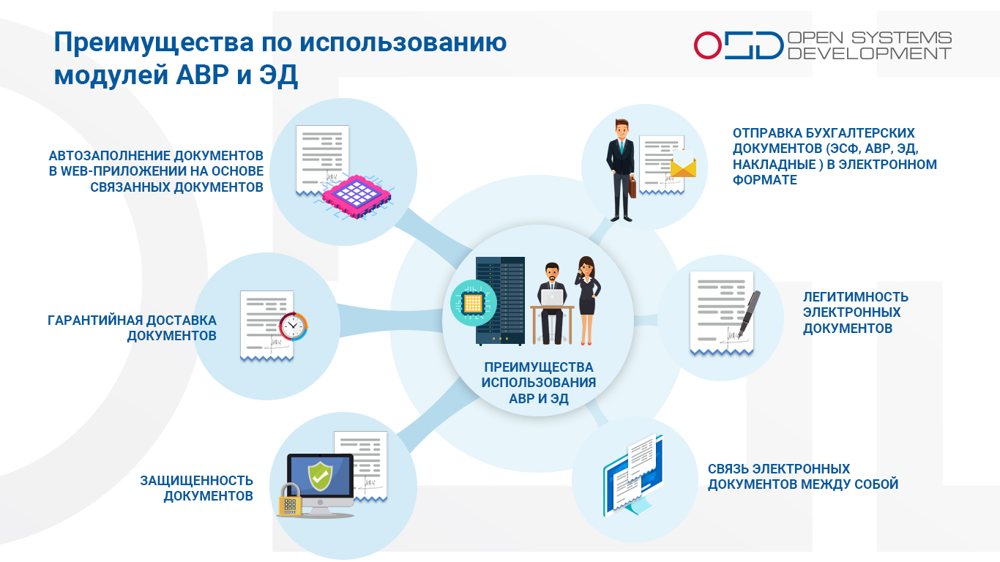 Преимущества по использованию
модулей АВР и ЭД
OPEN SYSTEMS
DEVELOPMENT
АВТОЗАПОЛНЕНИЕ ДОКУМЕНТОВ
В WEB-ПРИЛОЖЕНИИ НА ОСНОВЕ
СВЯЗАННЫХ ДОКУМЕНТОВ
ОТПРАВКА БУХГАЛТЕРСКИХ
ДОКУМЕНТОВ (ЭСФ, АВР, ЭД,
НАКЛАДНЫЕ ) В ЭЛЕКТРОННОМ
ФОРМАТЕ
ГАРАНТИЙНАЯ ДОСТАВКА
ДОКУМЕНТОВ
ЛЕГИТИМНОСТЬ
ЭЛЕКТРОННЫХ
ДОКУМЕНТОВ
ПРЕИМУЩЕСТВА
ИСПОЛЬЗОВАНИЯ
АВР И ЭД
ЗАЩИЩЕННОСТЬ
ДОКУМЕНТОВ
СВЯЗЬ ЭЛЕКТРОННЫХ
ДОКУМЕНТОВ МЕЖДУ СОБОЙ